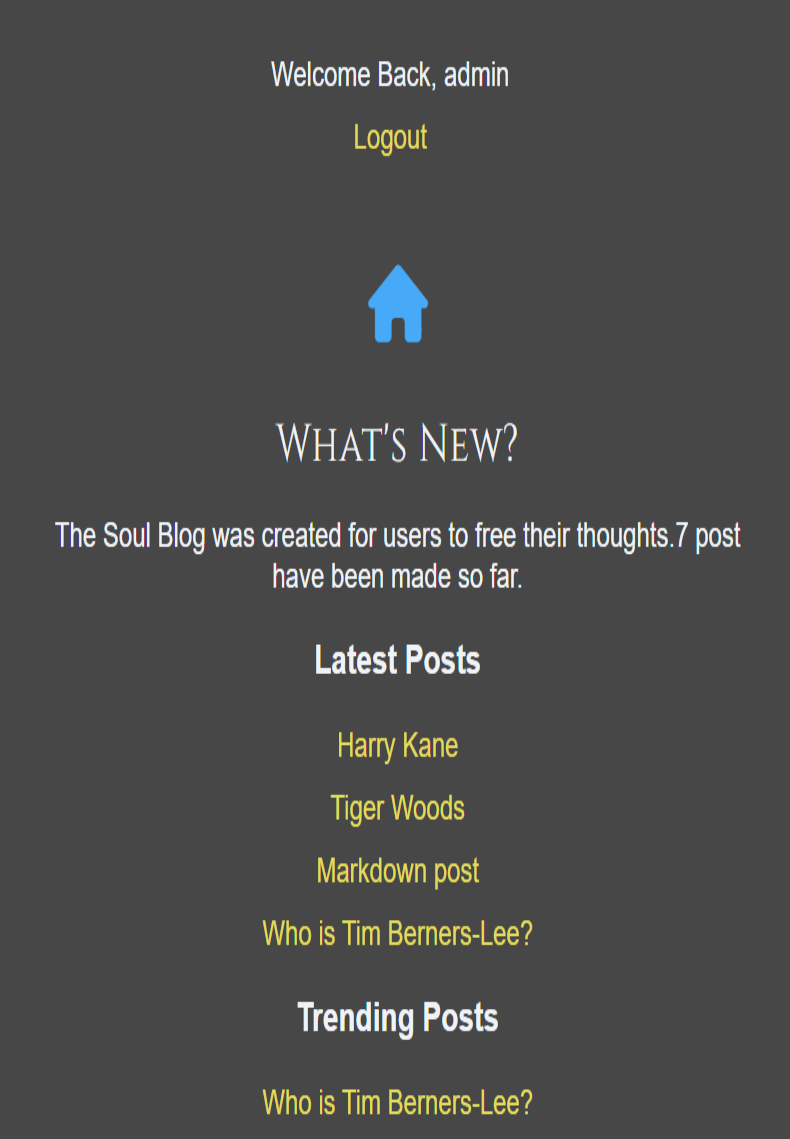 Welcome Back, admin
Logout
What's New?
The Soul Blog was created for users to free their thoughts.7 post
have been made so far.
Latest Posts
Harry Kane
Tiger Woods
Markdown post
Who is Tim Berners-Lee?
Trending Posts
Who is Tim Berners-Lee?